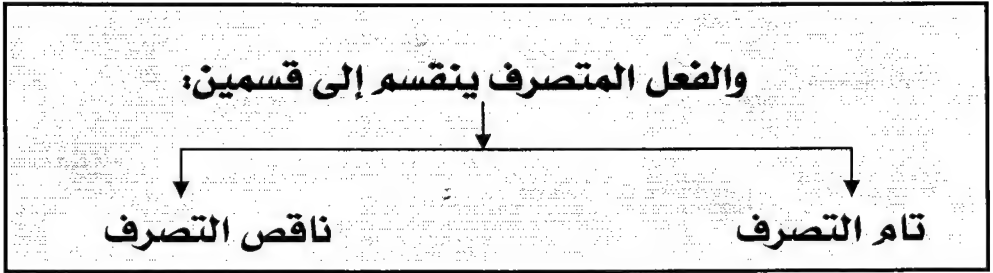 والفعل المتصرف ينقسم إلى قسمين:
تام التصرف
ناقص التصرف